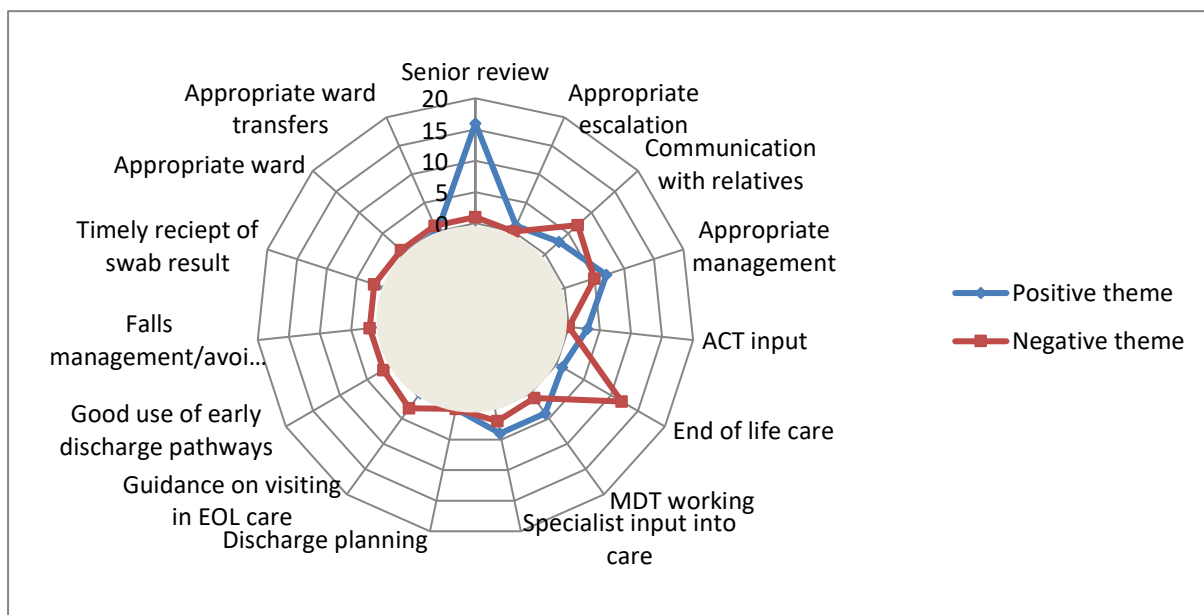 Senior review
Appropriate
escalation
Communication
with relatives
Appropriate
management
ACT input
End of life care
MDT working
Specialist input into
care
Discharge planning
Guidance on visiting
in EOL care
Good use of early
discharge pathways
Falls
management/avoi...
Timely reciept of
swab result
Appropriate ward
Appropriate ward
transfers
20
15
10
5
0
Positive theme
Negative theme